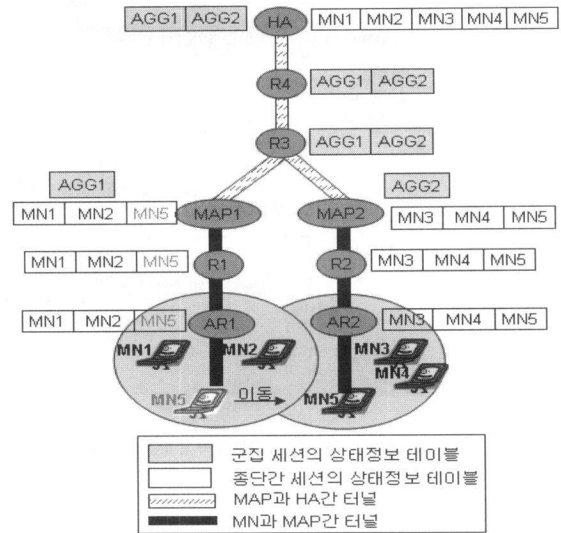 AGG1 AGG2 HA MN1 MN2 MN3 MN4 MN5
R4 AGG1 AGG2
R3 AGG1 AGG2
AGG1 AGG2
MN1 MN2 MN5 MAP1 MAP2 MN3 MN4 MN5
MN1 MN2 MN5 R1 R2 MN3 MN4 MN5
MN1 MN2 MN5 AR1 AR2 MN3 MN4 MN5
MN1 MN2 MN3
MN4
MN5 이동 MN5
군집 세션의 상태정보 테이블
종단간 세션의 상태정보 테이블
MAP과 HA간 터널
MN과 MAP간 터널